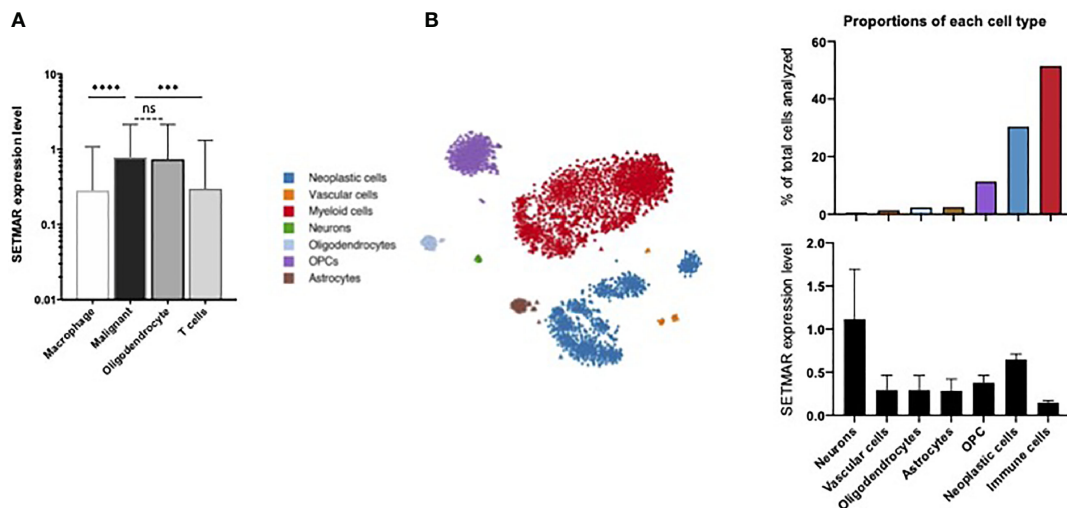 A
SETMAR expression level
10
1
0.1
0.01
◆◆◆◆
◆◆◆
ns
Macrophage
Malignant
Oligodendrocyte
T cells
B
Neoplastic cells
Vascular cells
Myeloid cells
Neurons
Oligodendrocytes
OPCs
Astrocytes
Proportions of each cell type
% of total cells analyzed
60
40
20
0
SETMAR expression level
2.0
1.5
1.0
0.5
0.0
Neurons
Vascular cells
Oligodendrocytes
Astrocytes
OPC
Neoplastic cells
Immune cells